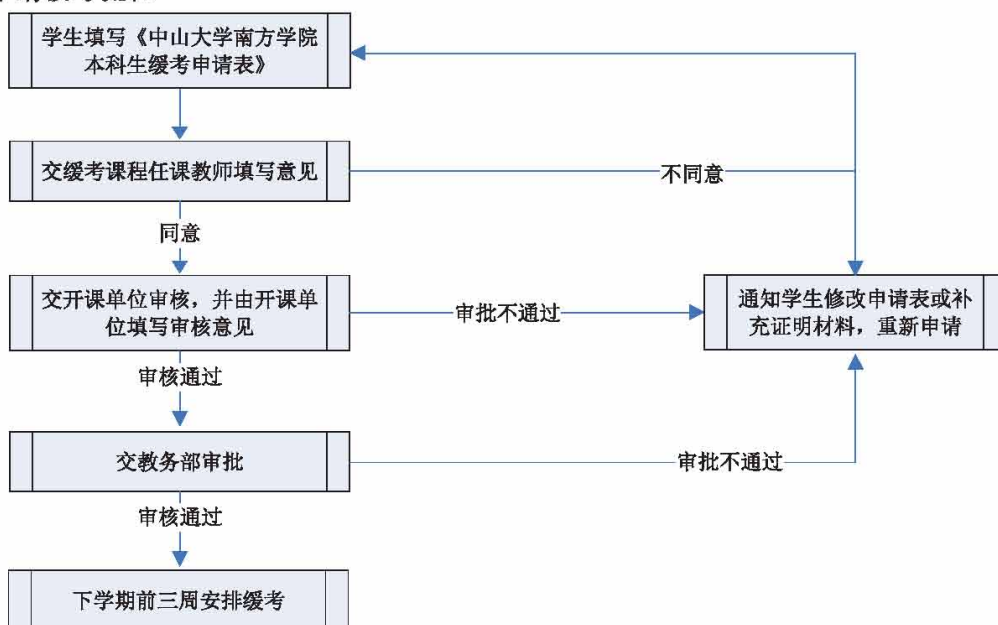 学生填写《中山大学南方学院
本科生缓考申请表》
交缓考课程任课教师填写意见
不同意
同意
交开课单位审核，并由开课单
位填写审核意见
审批不通过
通知学生修改申请表或补
充证明材料，重新申请
审核通过
交教务部审批
审批不通过
审核通过
下学期前三周安排缓考